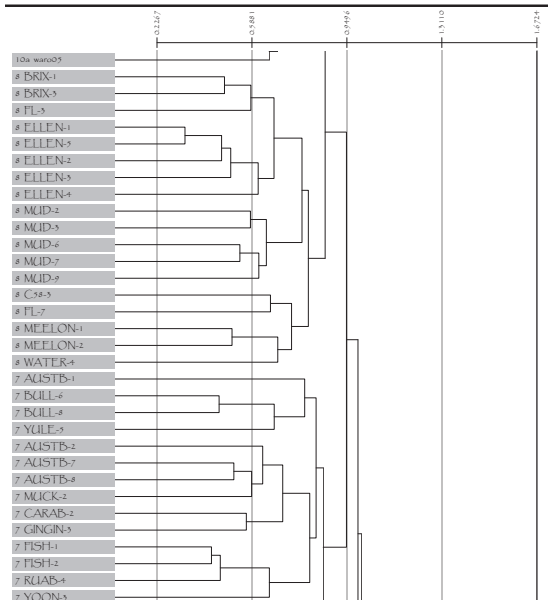 0.2267
0.5881
0.9496
1.3110
1.6724
10a waro05
8 BRIX-1
8 BRIX-3
8 FL-3
8 ELLEN-1
8 ELLEN-5
8 ELLEN-2
8 ELLEN-3
8 ELLEN-4
8 MUD-2
8 MUD-3
8 MUD-6
8 MUD-7
8 MUD-9
8 C58-3
8 FL-7
8 MEELON-1
8 MEELON-2
8 WATER-4
7 AUSTB-1
7 BULL-6
7 BULL-8
7 YULE-5
7 AUSTB-2
7 AUSTB-7
7 AUSTB-8
7 MUCK-2
7 CARAB-2
7 GINGIN-3
7 FISH-1
7 FISH-2
7 RUAB-4
7 YOON-3